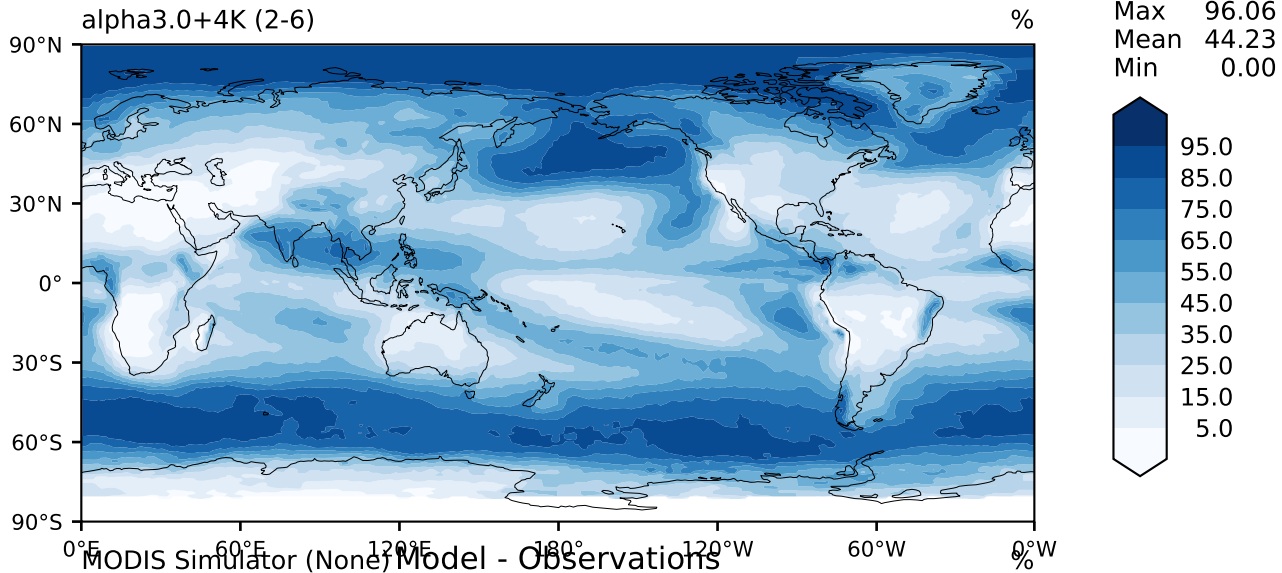 alpha3.0+4K (2-6) %
Max 96.06
Mean 44.23
Min 0.00
90°N
60°N
30°N
0°
30°S
60°S
90°S
95.0
85.0
75.0
65.0
55.0
45.0
35.0
25.0
15.0
5.0
0°E 60°E 120°E 180° 120°W 60°W 0°W
MODIS Simulator (None) Model - Observations %